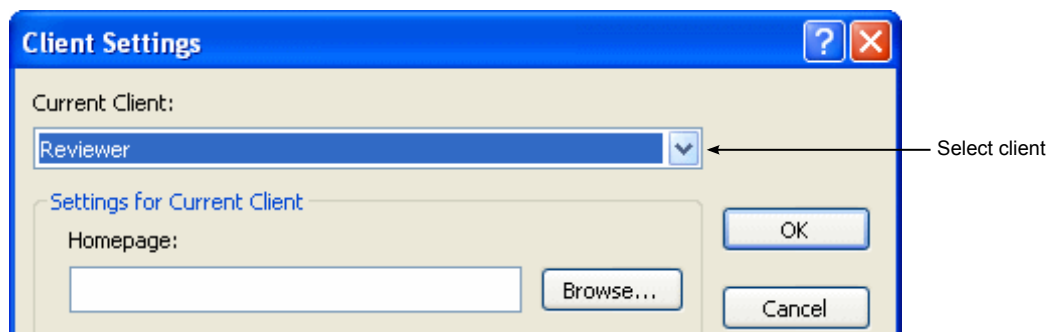 Client Settings
Current Client:
Reviewer
Select client
Settings for Current Client
Homepage:
Browse...
OK
Cancel